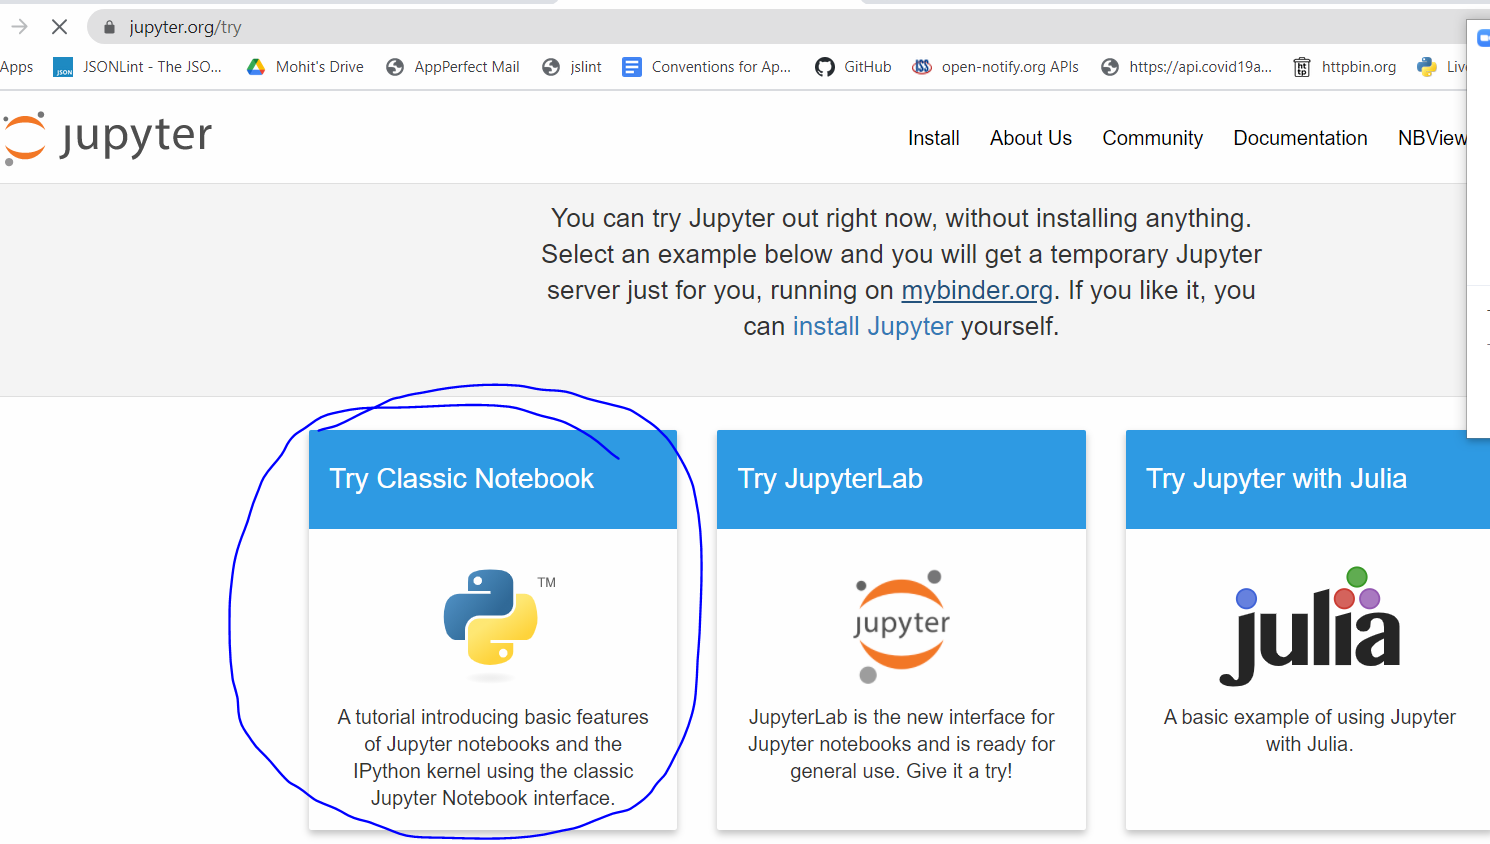 jupyter.org/try
Apps JSON JSONLint - The JSO... Mohit's Drive AppPerfect Mail jslint Conventions for Ap... GitHub ISS open-notify.org APIs https://api.covid19a... http httpbin.org Liv
jupyter Install About Us Community Documentation NBView
You can try Jupyter out right now, without installing anything.
Select an example below and you will get a temporary Jupyter
server just for you, running on mybinder.org. If you like it, you
can install Jupyter yourself.
Try Classic Notebook
TM
A tutorial introducing basic features
of Jupyter notebooks and the
IPython kernel using the classic
Jupyter Notebook interface.
Try JupyterLab
jupyter
JupyterLab is the new interface for
Jupyter notebooks and is ready for
general use. Give it a try!
Try Jupyter with Julia
julia
A basic example of using Jupyter
with Julia.